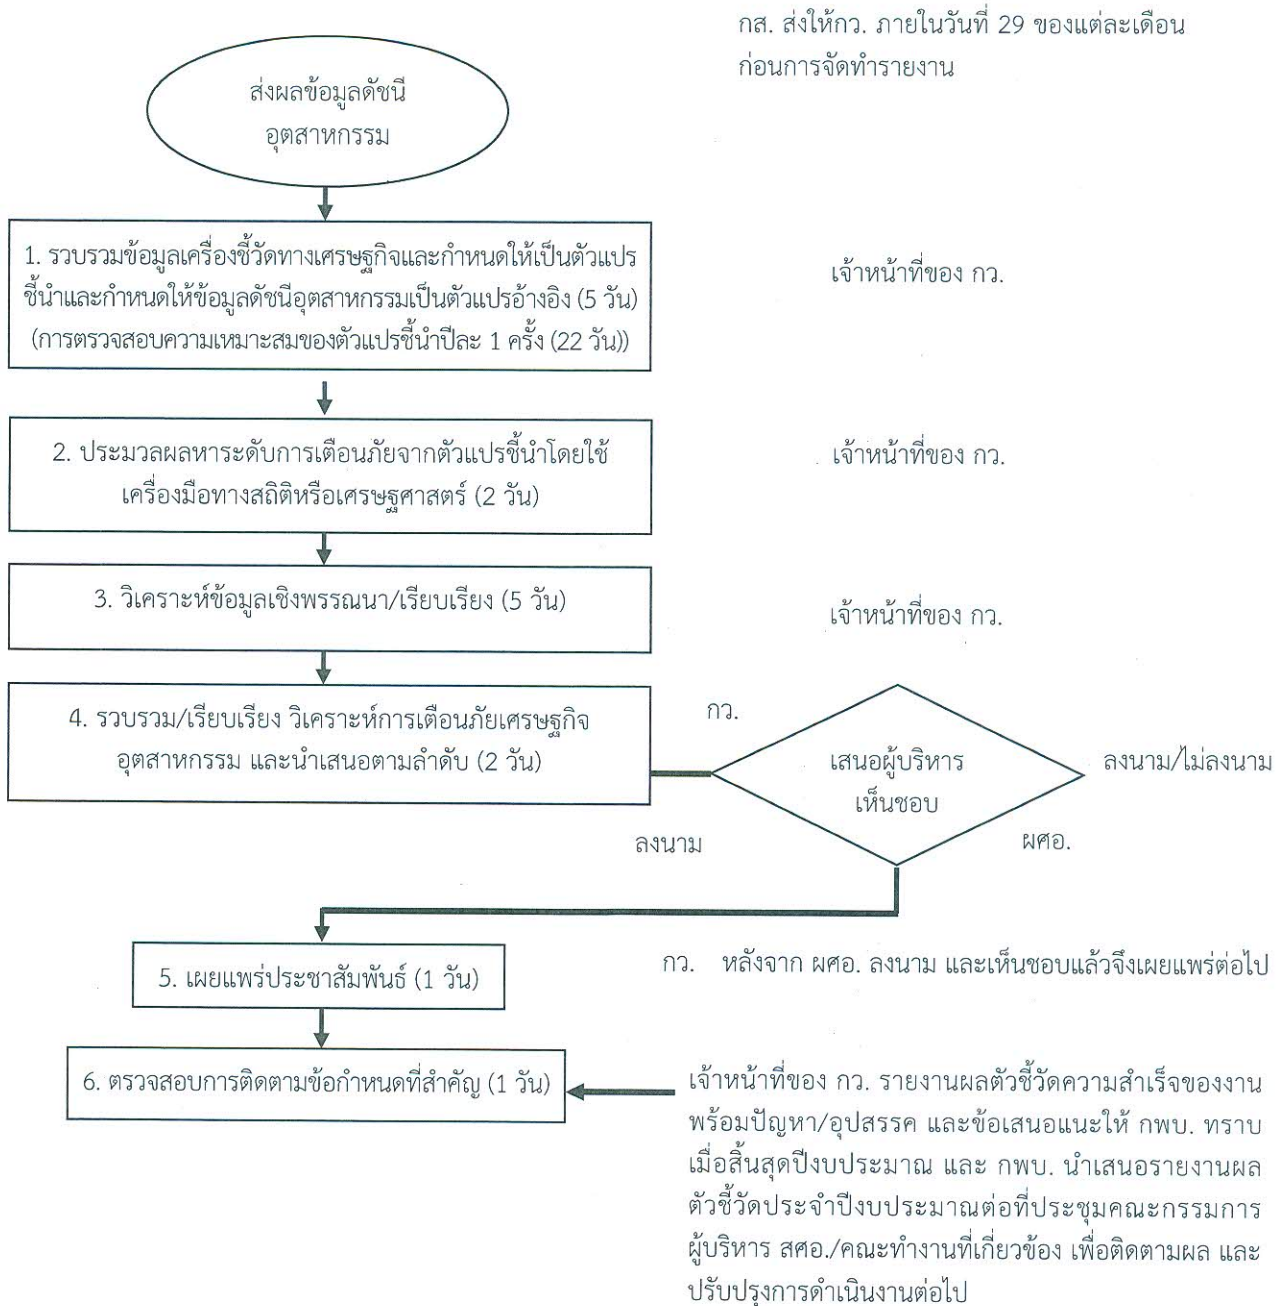 กส. ส่งให้กว. ภายในวันที่ 29 ของแต่ละเดือน
ก่อนการจัดทำรายงาน
ส่งผลข้อมูลดัชนี
อุตสาหกรรม
1. รวบรวมข้อมูลเครื่องชี้วัดทางเศรษฐกิจและกำหนดให้เป็นตัวแปร
ชี้นำและกำหนดให้ข้อมูลดัชนีอุตสาหกรรมเป็นตัวแปรอ้างอิง (5 วัน)
(การตรวจสอบความเหมาะสมของตัวแปรชี้นำปีละ 1 ครั้ง (22 วัน))
เจ้าหน้าที่ของ กว.
2. ประมวลผลหาระดับการเตือนภัยจากตัวแปรชี้นำโดยใช้
เครื่องมือทางสถิติหรือเศรษฐศาสตร์ (2 วัน)
เจ้าหน้าที่ของ กว.
3. วิเคราะห์ข้อมูลเชิงพรรณนา/เรียบเรียง (5 วัน)
เจ้าหน้าที่ของ กว.
4. รวบรวม/เรียบเรียง วิเคราะห์การเตือนภัยเศรษฐกิจ
อุตสาหกรรม และนำเสนอตามลำดับ (2 วัน)
กว.
เสนอผู้บริหาร
เห็นชอบ
ลงนาม/ไม่ลงนาม
ลงนาม
ผศอ.
5. เผยแพร่ประชาสัมพันธ์ (1 วัน)
กว. หลังจาก ผศอ. ลงนาม และเห็นชอบแล้วจึงเผยแพร่ต่อไป
6. ตรวจสอบการติดตามข้อกำหนดที่สำคัญ (1 วัน)
เจ้าหน้าที่ของ กว. รายงานผลตัวชี้วัดความสำเร็จของงาน
พร้อมปัญหา/อุปสรรค และข้อเสนอแนะให้ กพบ. ทราบ
เมื่อสิ้นสุดปีงบประมาณ และ กพบ. นำเสนอรายงานผล
ตัวชี้วัดประจำปีงบประมาณต่อที่ประชุมคณะกรรมการ
ผู้บริหาร สศอ./คณะทำงานที่เกี่ยวข้อง เพื่อติดตามผล และ
ปรับปรุงการดำเนินงานต่อไป